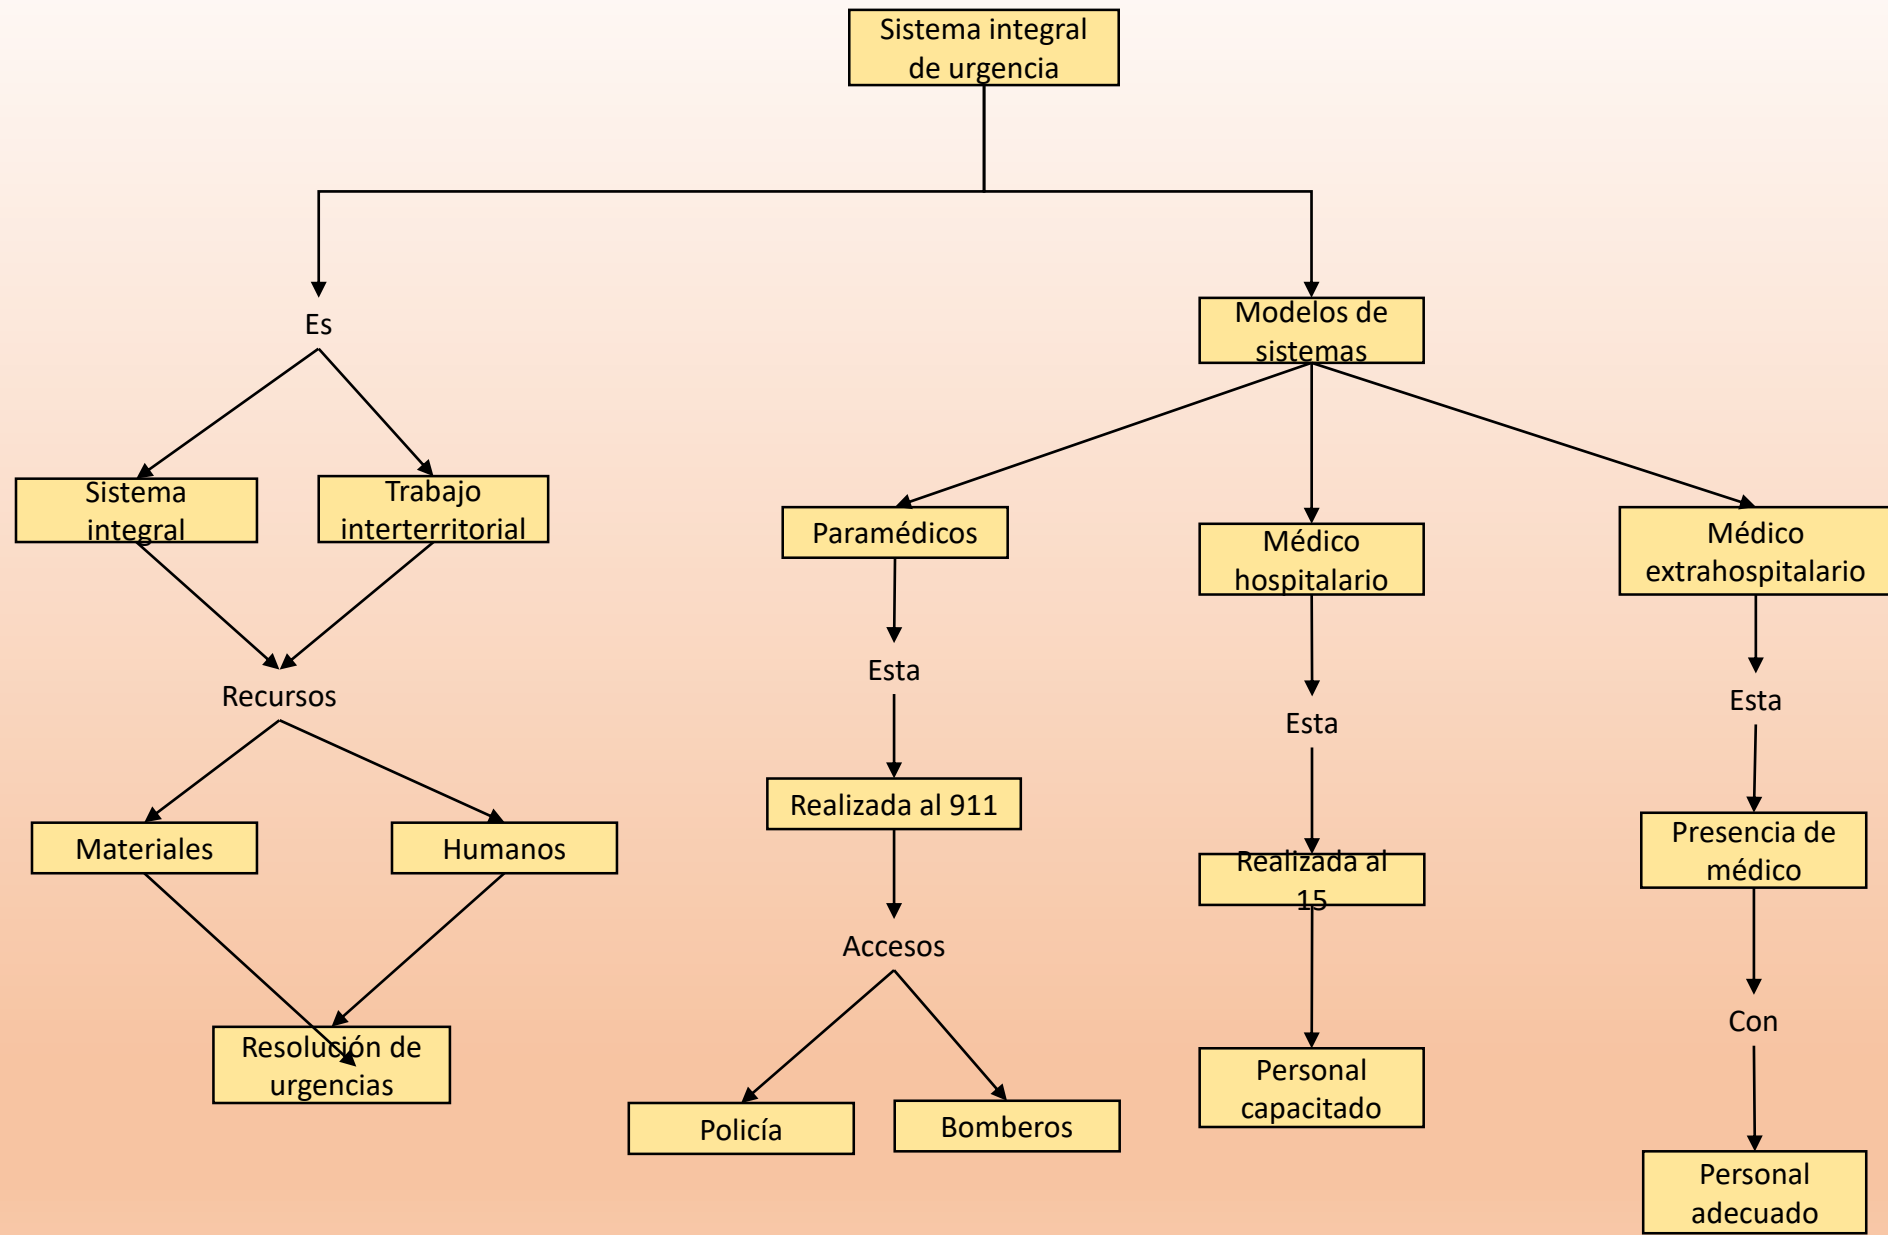 Sistema integral
de urgencia
Es
Modelos de
sistemas
Sistema
integral
Trabajo
interterritorial
Paramédicos
Médico
hospitalario
Médico
extrahospitalario
Esta
Esta
Esta
Recursos
Realizada al 911
Materiales
Humanos
Realizada al
15
Presencia de
médico
Accesos
Con
Resolución de
urgencias
Policía
Bomberos
Personal
capacitado
Personal
adecuado